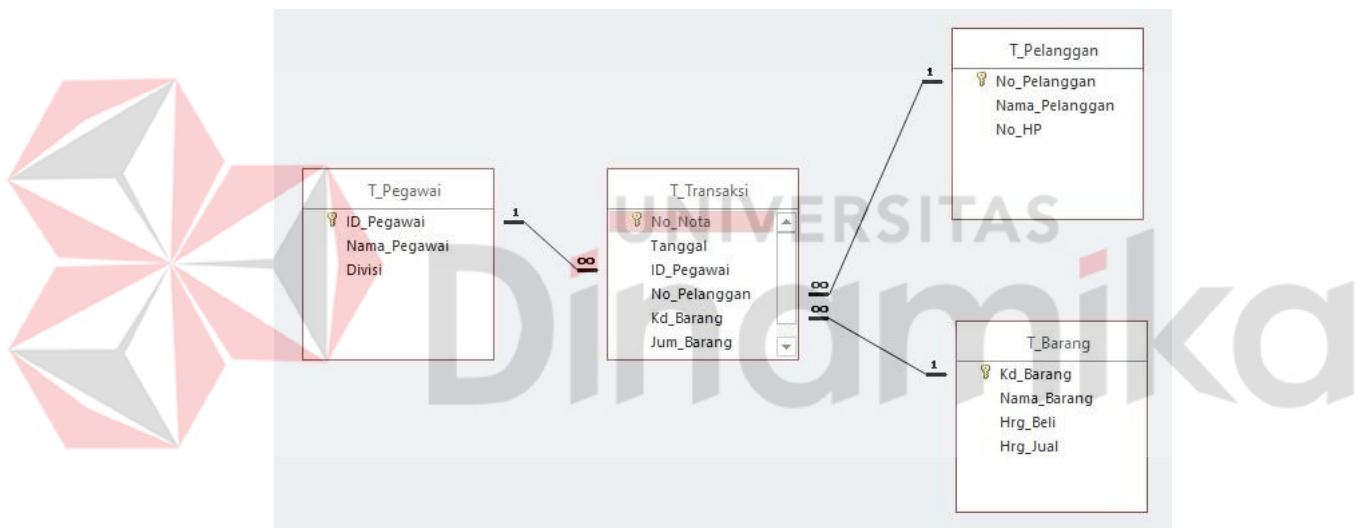 T_Pelanggan
No_Pelanggan
Nama_Pelanggan
No_HP
1
T_Pegawai
ID_Pegawai
Nama_Pegawai
Divisi
1
∞
T_Transaksi
No_Nota
Tanggal
ID_Pegawai
No_Pelanggan
Kd_Barang
Jum_Barang
∞
∞
1
T_Barang
Kd_Barang
Nama_Barang
Hrg_Beli
Hrg_Jual
UNIVERSITAS
Dinamika